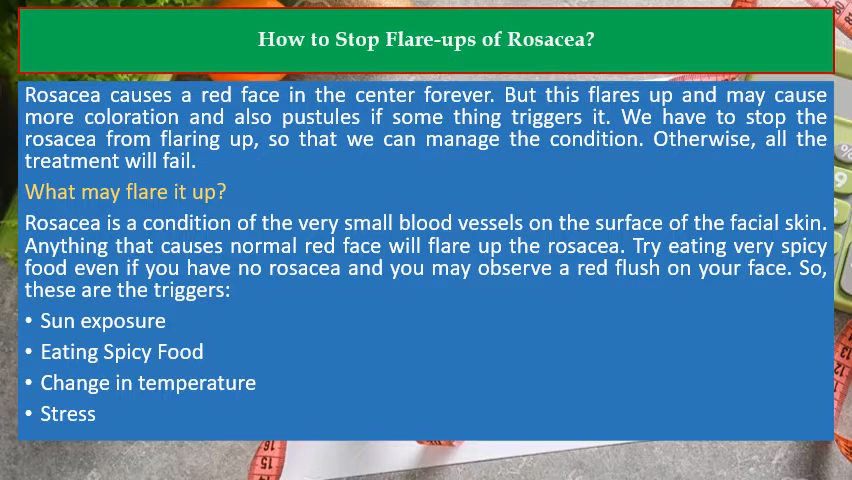 How to Stop Flare-ups of Rosacea?
Rosacea causes a red face in the center forever. But this flares up and may cause
more coloration and also pustules if some thing triggers it. We have to stop the
rosacea from flaring up, so that we can manage the condition. Otherwise, all the
treatment will fail.
What may flare it up?
Rosacea is a condition of the very small blood vessels on the surface of the facial skin.
Anything that causes normal red face will flare up the rosacea. Try eating very spicy
food even if you have no rosacea and you may observe a red flush on your face. So,
these are the triggers:
• Sun exposure
• Eating Spicy Food
• Change in temperature
• Stress
16
15